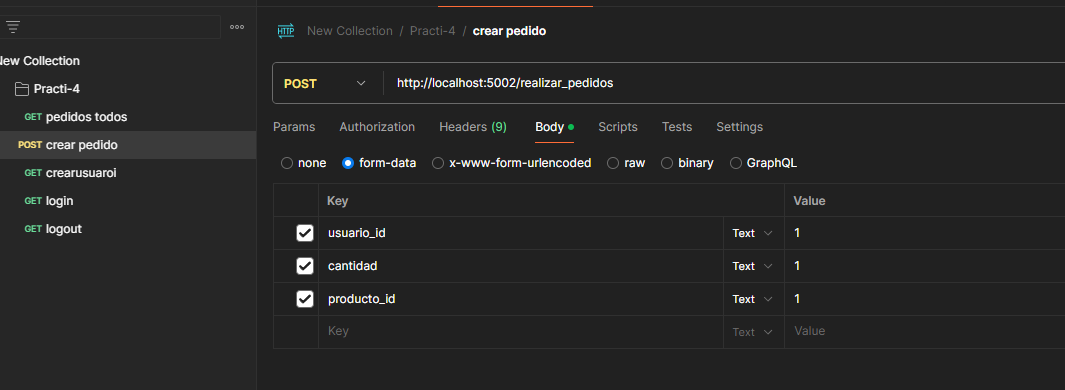 HTTP New Collection / Practi-4 / crear pedido
New Collection
Practi-4
GET pedidos todos
POST crear pedido
GET crearusuaroi
GET login
GET logout
POST http://localhost:5002/realizar_pedidos
Params Authorization Headers (9) Body Scripts Tests Settings
none form-data x-www-form-urlencoded raw binary GraphQL
Key Value
usuario_id Text 1
cantidad Text 1
producto_id Text 1
Key Text Value